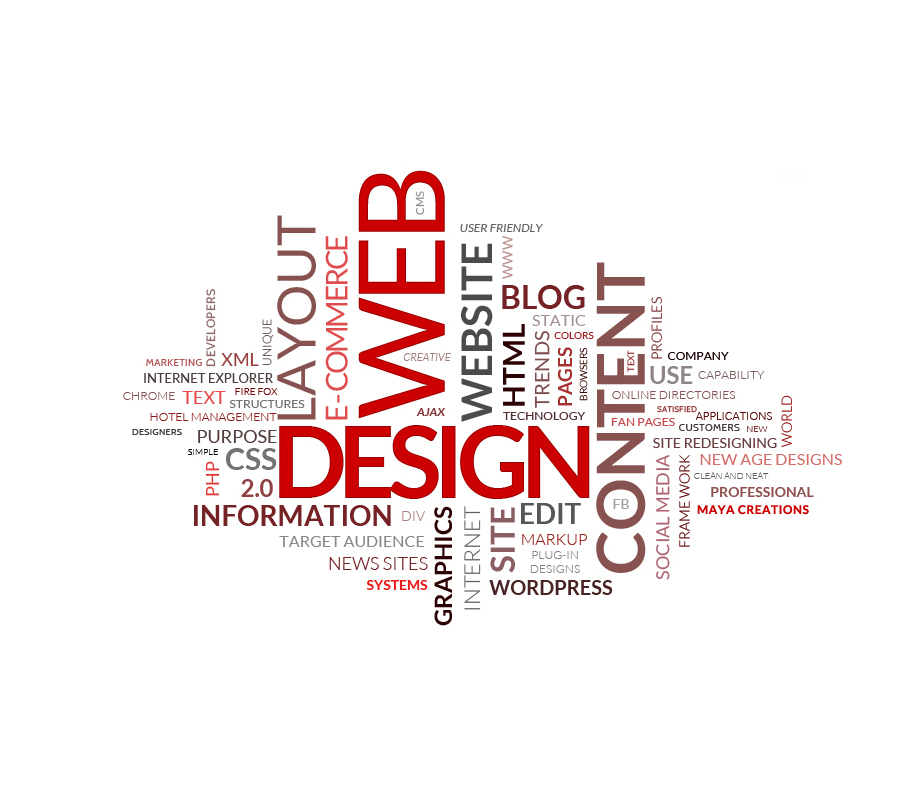 WEB
CMS
USER FRIENDLY
LAYOUT
E-COMMERCE
WEBSITE
WWW
BLOG
STATIC
COLORS
HTML
TRENDS
PAGES
BROWSERS
CONTENT
TEXT
PROFILES
COMPANY
DEVELOPERS
UNIQUE
MARKETING
XML
CREATIVE
INTERNET EXPLORER
USE
CAPABILITY
CHROME
TEXT
FIRE FOX
STRUCTURES
ONLINE DIRECTORIES
HOTEL MANAGEMENT
AJAX
TECHNOLOGY
SATISFIED
FAN PAGES
APPLICATIONS
WORLD
DESIGNERS
PURPOSE
CUSTOMERS
NEW
SITE REDESIGNING
SIMPLE
CSS
PHP
2.0
DESIGN
NEW AGE DESIGNS
CLEAN AND NEAT
SOCIAL MEDIA
FRAME WORK
PROFESSIONAL
MAYA CREATIONS
FB
INFORMATION
DIV
GRAPHICS
INTERNET
SITE
EDIT
TARGET AUDIENCE
MARKUP
NEWS SITES
PLUG-IN
DESIGNS
SYSTEMS
WORDPRESS